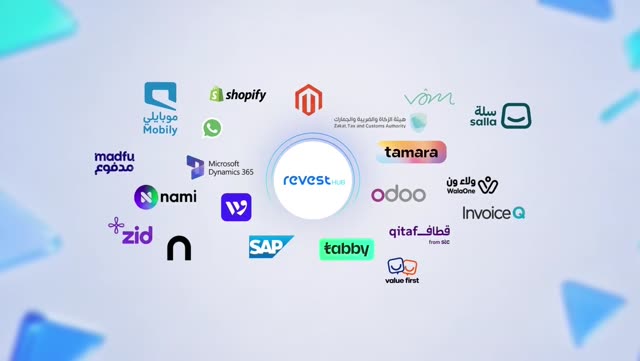 موبايلي
Mobily
shopify
هيئة الزكاة والضريبة والجمارك
Zakat, Tax and Customs Authority
سلة
salla
madfu
مدفوع
Microsoft
Dynamics 365
tamara
revest HUB
nami
odoo
ولاء ون
WalaOne
InvoiceQ
zid
SAP
tabby
qitaf قطاف
from stc
value first